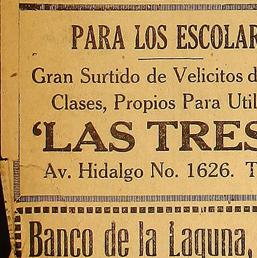 PARA LOS ESCOLAR
Gran Surtido de Velicitos d
Clases, Propios Para Util
'LAS TRES
Av. Hidalgo No. 1626. T
Banco de la Laguna,